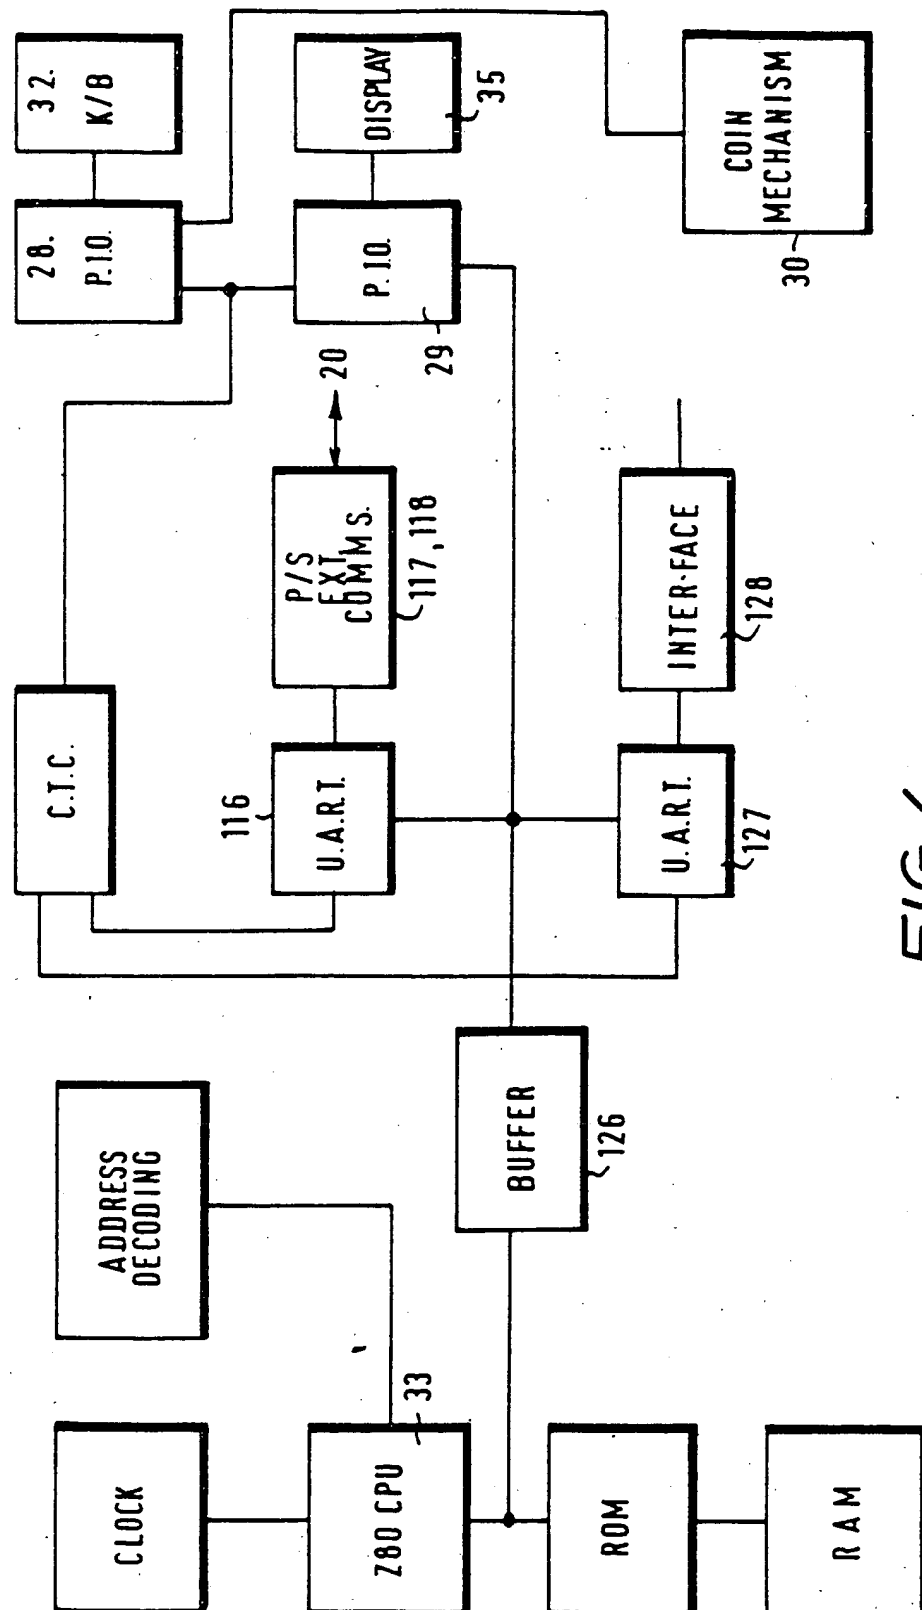 CLOCK
ADDRESS
DECODING
C.T.C.
28.
P.I.O.
32.
K/B
Z80 CPU
33
116
U.A.R.T.
P/S
EXT
COMMS.
117, 118
20
P.I.O.
29
DISPLAY
35
BUFFER
126
ROM
U.A.R.T.
127
INTER-FACE
128
RAM
COIN
MECHANISM
30
FIG